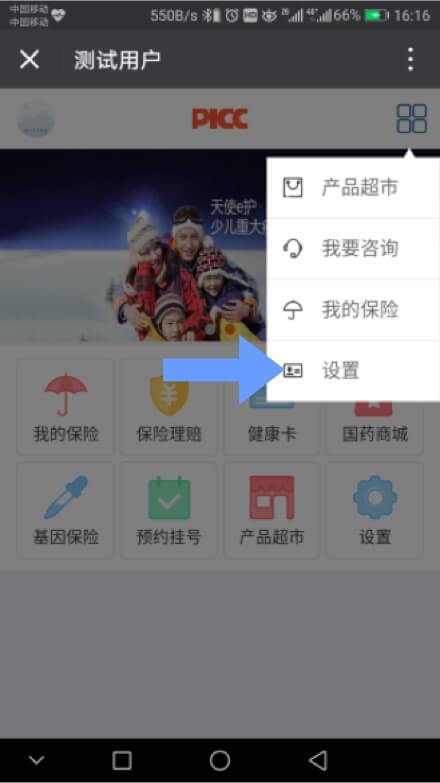 中国移动
中国移动
550B/s
HD
2G
4G+
66%
16:16
测试用户
PICC
天使e护
少儿重大
产品超市
我要咨询
我的保险
设置
我的保险 保险理赔 健康卡 国药商城
基因保险 预约挂号 产品超市 设置